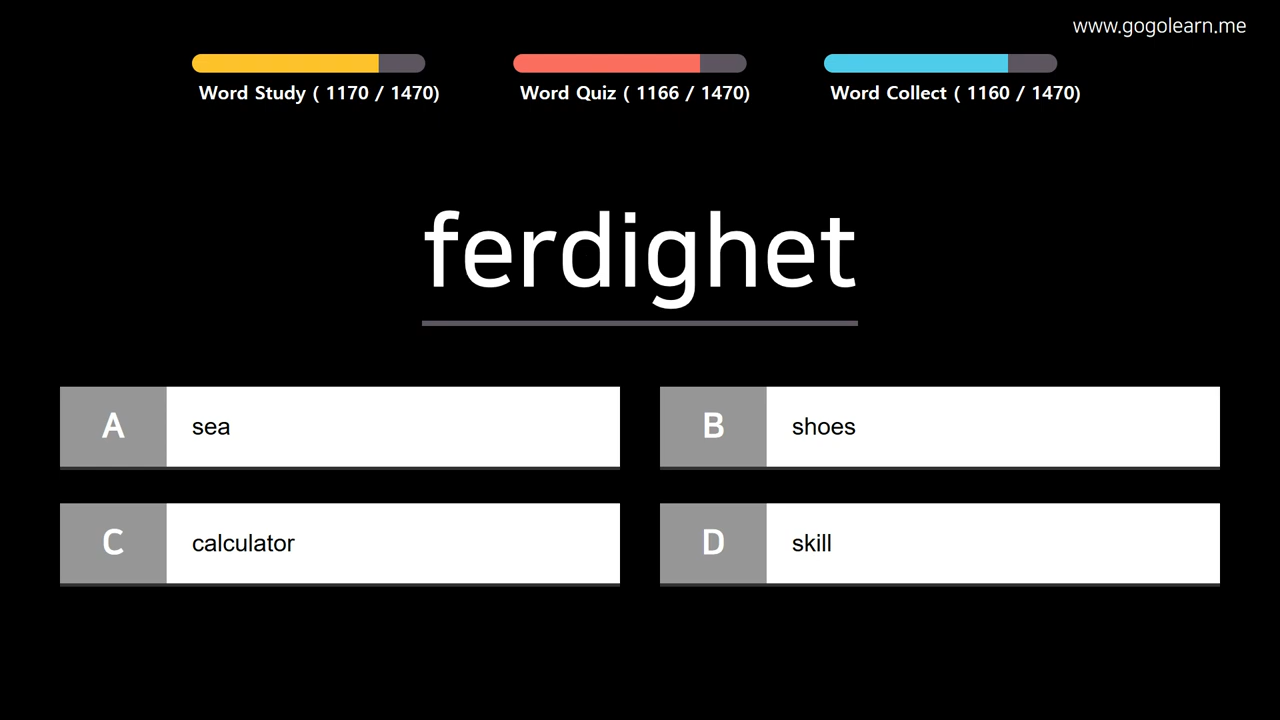 www.gogolearn.me
Word Study ( 1170 / 1470)
Word Quiz ( 1166 / 1470)
Word Collect ( 1160 / 1470)
ferdighet
A sea
B shoes
C calculator
D skill